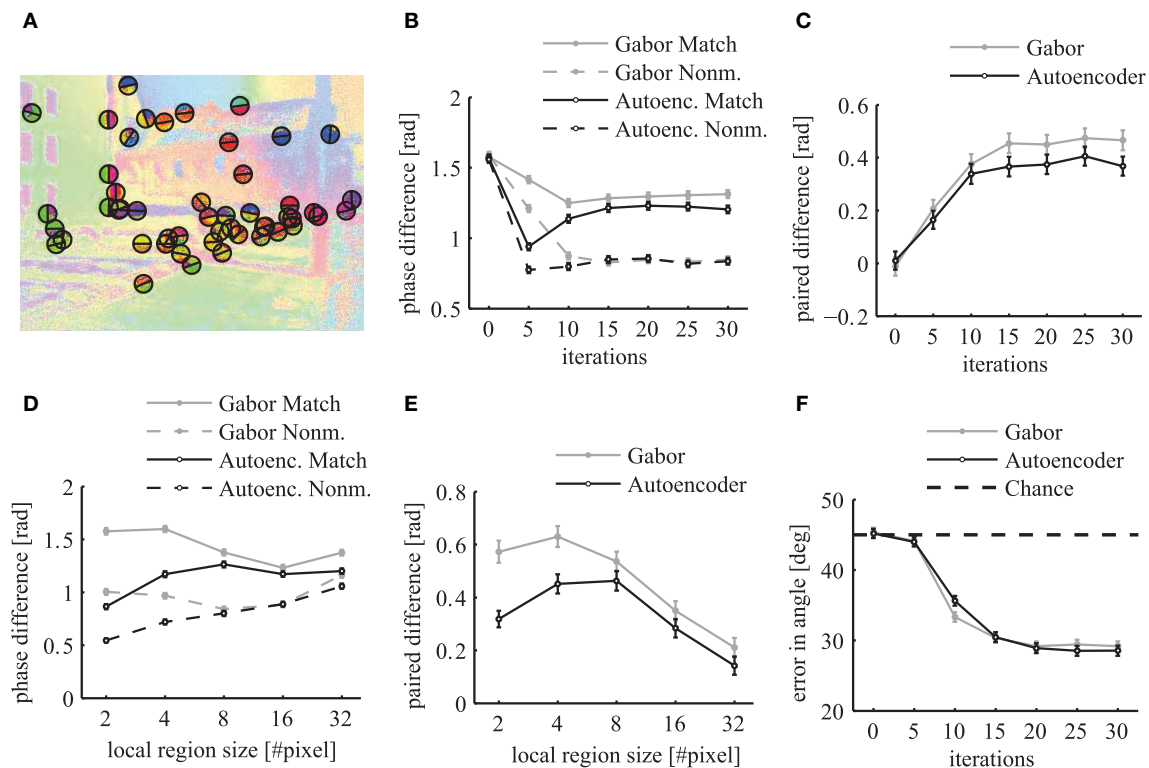 A
B
Gabor Match
Gabor Nonm.
Autoenc. Match
Autoenc. Nonm.
2
1.5
1
0.5
phase difference [rad]
0 5 10 15 20 25 30
iterations
C
Gabor
Autoencoder
0.6
0.4
0.2
0
−0.2
paired difference [rad]
0 5 10 15 20 25 30
iterations
D
Gabor Match
Gabor Nonm.
Autoenc. Match
Autoenc. Nonm.
2
1.5
1
0.5
0
phase difference [rad]
2 4 8 16 32
local region size [#pixel]
E
Gabor
Autoencoder
0.8
0.6
0.4
0.2
0
paired difference [rad]
2 4 8 16 32
local region size [#pixel]
F
Gabor
Autoencoder
Chance
50
40
30
20
error in angle [deg]
0 5 10 15 20 25 30
iterations